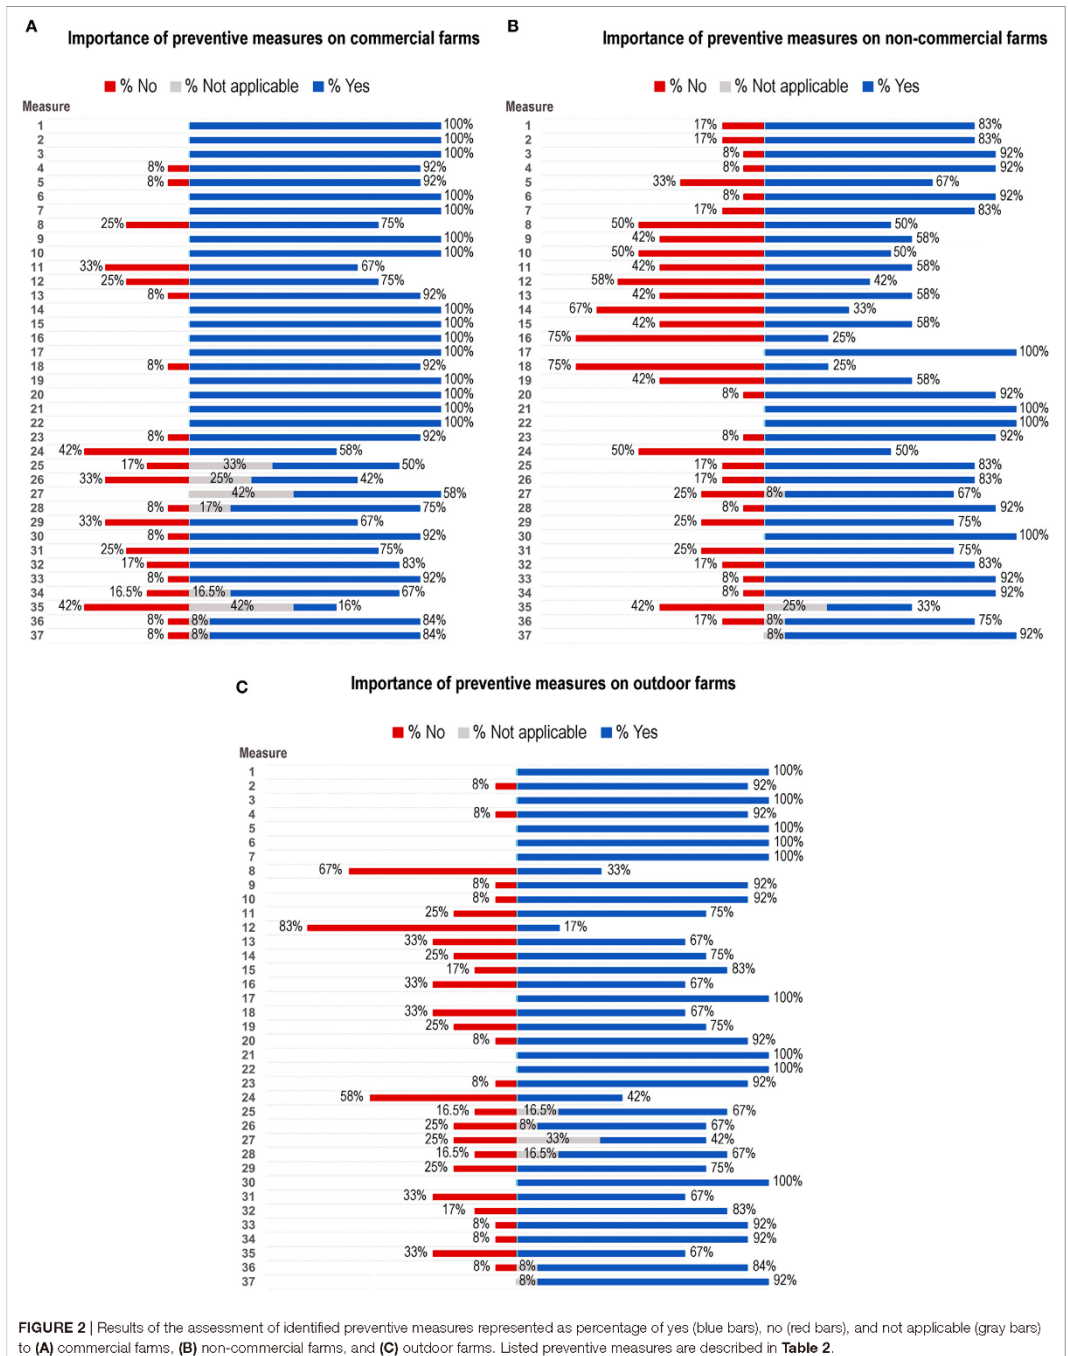 A
Importance of preventive measures on commercial farms
% No % Not applicable % Yes
Measure
1 100%
2 100%
3 100%
4 8% 92%
5 8% 92%
6 100%
7 100%
8 25% 75%
9 100%
10 100%
11 33% 67%
12 25% 75%
13 8% 92%
14 100%
15 100%
16 100%
17 100%
18 8% 92%
19 100%
20 100%
21 100%
22 100%
23 8% 92%
24 42% 58%
25 17% 33% 50%
26 33% 25% 42%
27 42% 58%
28 8% 17% 75%
29 33% 67%
30 8% 92%
31 25% 75%
32 17% 83%
33 8% 92%
34 16.5% 16.5% 67%
35 42% 42% 16%
36 8% 8% 84%
37 8% 8% 84%
B
Importance of preventive measures on non-commercial farms
% No % Not applicable % Yes
Measure
1 17% 83%
2 17% 83%
3 8% 92%
4 8% 92%
5 33% 67%
6 8% 92%
7 17% 83%
8 50% 50%
9 42% 58%
10 50% 50%
11 42% 58%
12 58% 42%
13 42% 58%
14 67% 33%
15 42% 58%
16 75% 25%
17 100%
18 75% 25%
19 42% 58%
20 8% 92%
21 100%
22 100%
23 8% 92%
24 50% 50%
25 17% 83%
26 17% 83%
27 25% 8% 67%
28 8% 92%
29 25% 75%
30 100%
31 25% 75%
32 17% 83%
33 8% 92%
34 8% 92%
35 42% 25% 33%
36 17% 8% 75%
37 8% 92%
C
Importance of preventive measures on outdoor farms
% No % Not applicable % Yes
Measure
1 100%
2 8% 92%
3 100%
4 8% 92%
5 100%
6 100%
7 100%
8 67% 33%
9 8% 92%
10 8% 92%
11 25% 75%
12 83% 17%
13 33% 67%
14 25% 75%
15 17% 83%
16 33% 67%
17 100%
18 33% 67%
19 25% 75%
20 8% 92%
21 100%
22 100%
23 8% 92%
24 58% 42%
25 16.5% 16.5% 67%
26 25% 8% 67%
27 25% 33% 42%
28 16.5% 16.5% 67%
29 25% 75%
30 100%
31 33% 67%
32 17% 83%
33 8% 92%
34 8% 92%
35 33% 67%
36 8% 8% 84%
37 8% 92%
FIGURE 2 | Results of the assessment of identified preventive measures represented as percentage of yes (blue bars), no (red bars), and not applicable (gray bars)
to (A) commercial farms, (B) non-commercial farms, and (C) outdoor farms. Listed preventive measures are described in Table 2.